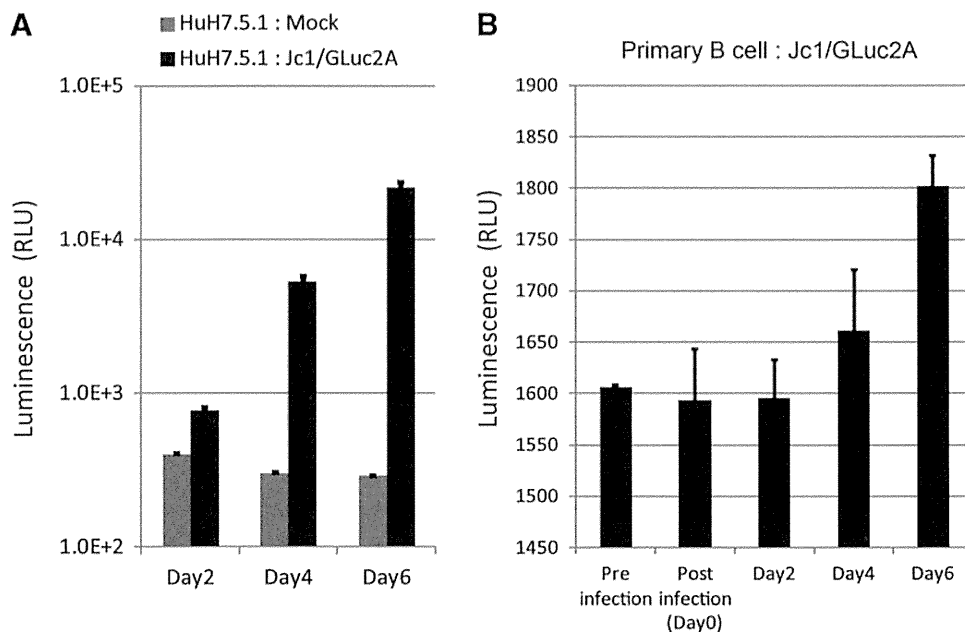 A
HuH7.5.1 : Mock
HuH7.5.1 : Jc1/GLuc2A
Luminescence (RLU)
1.0E+5
1.0E+4
1.0E+3
1.0E+2
Day2
Day4
Day6
B
Primary B cell : Jc1/GLuc2A
Luminescence (RLU)
1900
1850
1800
1750
1700
1650
1600
1550
1500
1450
Pre
infection
Post
infection
(Day0)
Day2
Day4
Day6